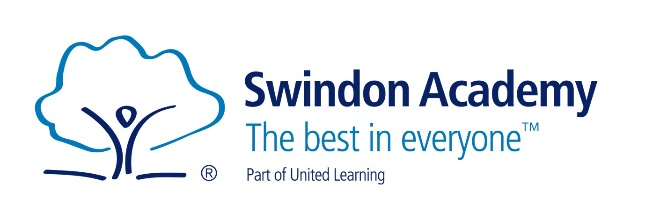 Swindon Academy
The best in everyone™
Part of United Learning
®